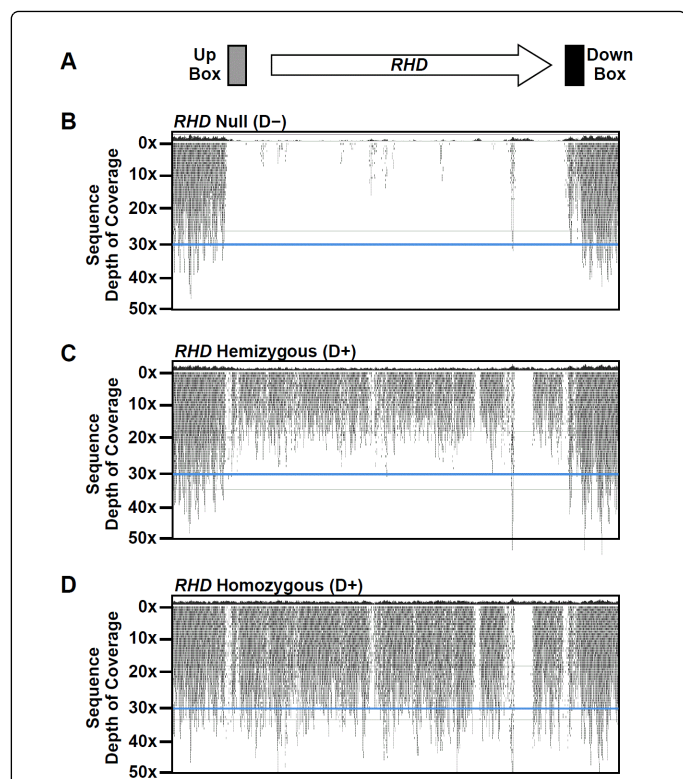 A
Up
Box
RHD
Down
Box
B
RHD Null (D−)
Sequence
Depth of Coverage
0x
10x
20x
30x
40x
50x
C
RHD Hemizygous (D+)
Sequence
Depth of Coverage
0x
10x
20x
30x
40x
50x
D
RHD Homozygous (D+)
Sequence
Depth of Coverage
0x
10x
20x
30x
40x
50x